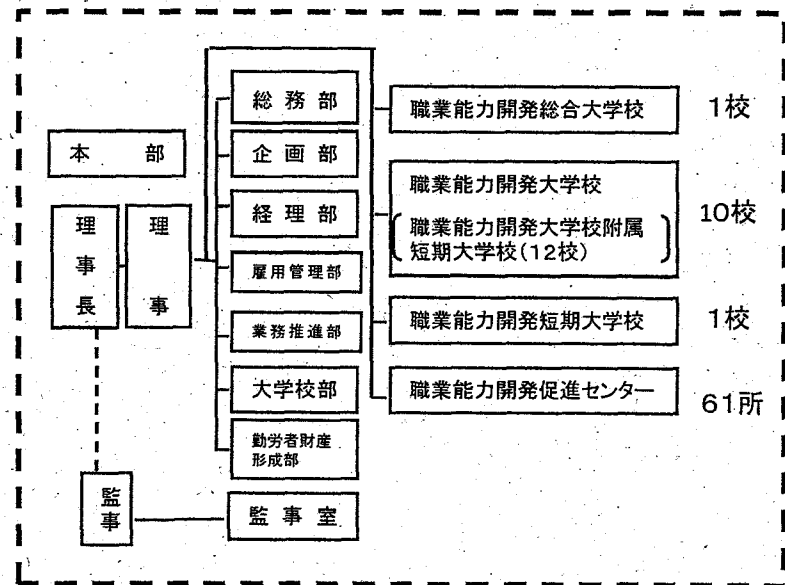 本部
理事長
理事
監事
総務部
企画部
経理部
雇用管理部
業務推進部
大学校部
勤労者財産
形成部
監事室
職業能力開発総合大学校 1校
職業能力開発大学校
職業能力開発大学校附属
短期大学校(12校)
10校
職業能力開発短期大学校 1校
職業能力開発促進センター 61所